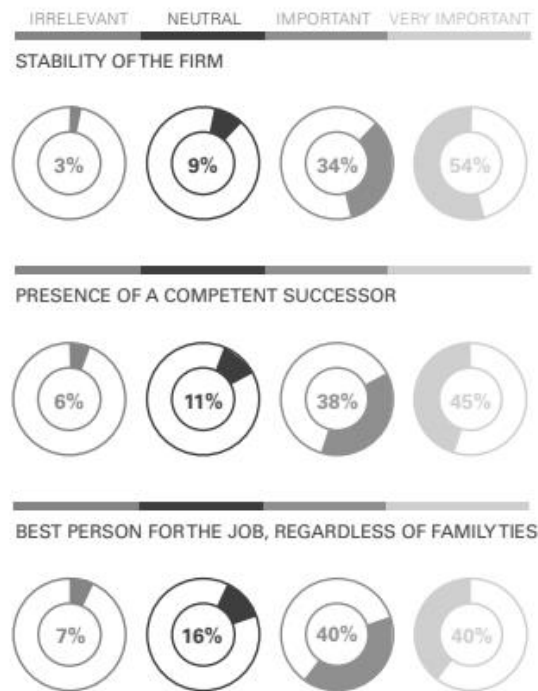 IRRELEVANT NEUTRAL IMPORTANT VERY IMPORTANT
STABILITY OF THE FIRM
3% 9% 34% 54%
PRESENCE OF A COMPETENT SUCCESSOR
6% 11% 38% 45%
BEST PERSON FOR THE JOB, REGARDLESS OF FAMILY TIES
7% 16% 40% 40%